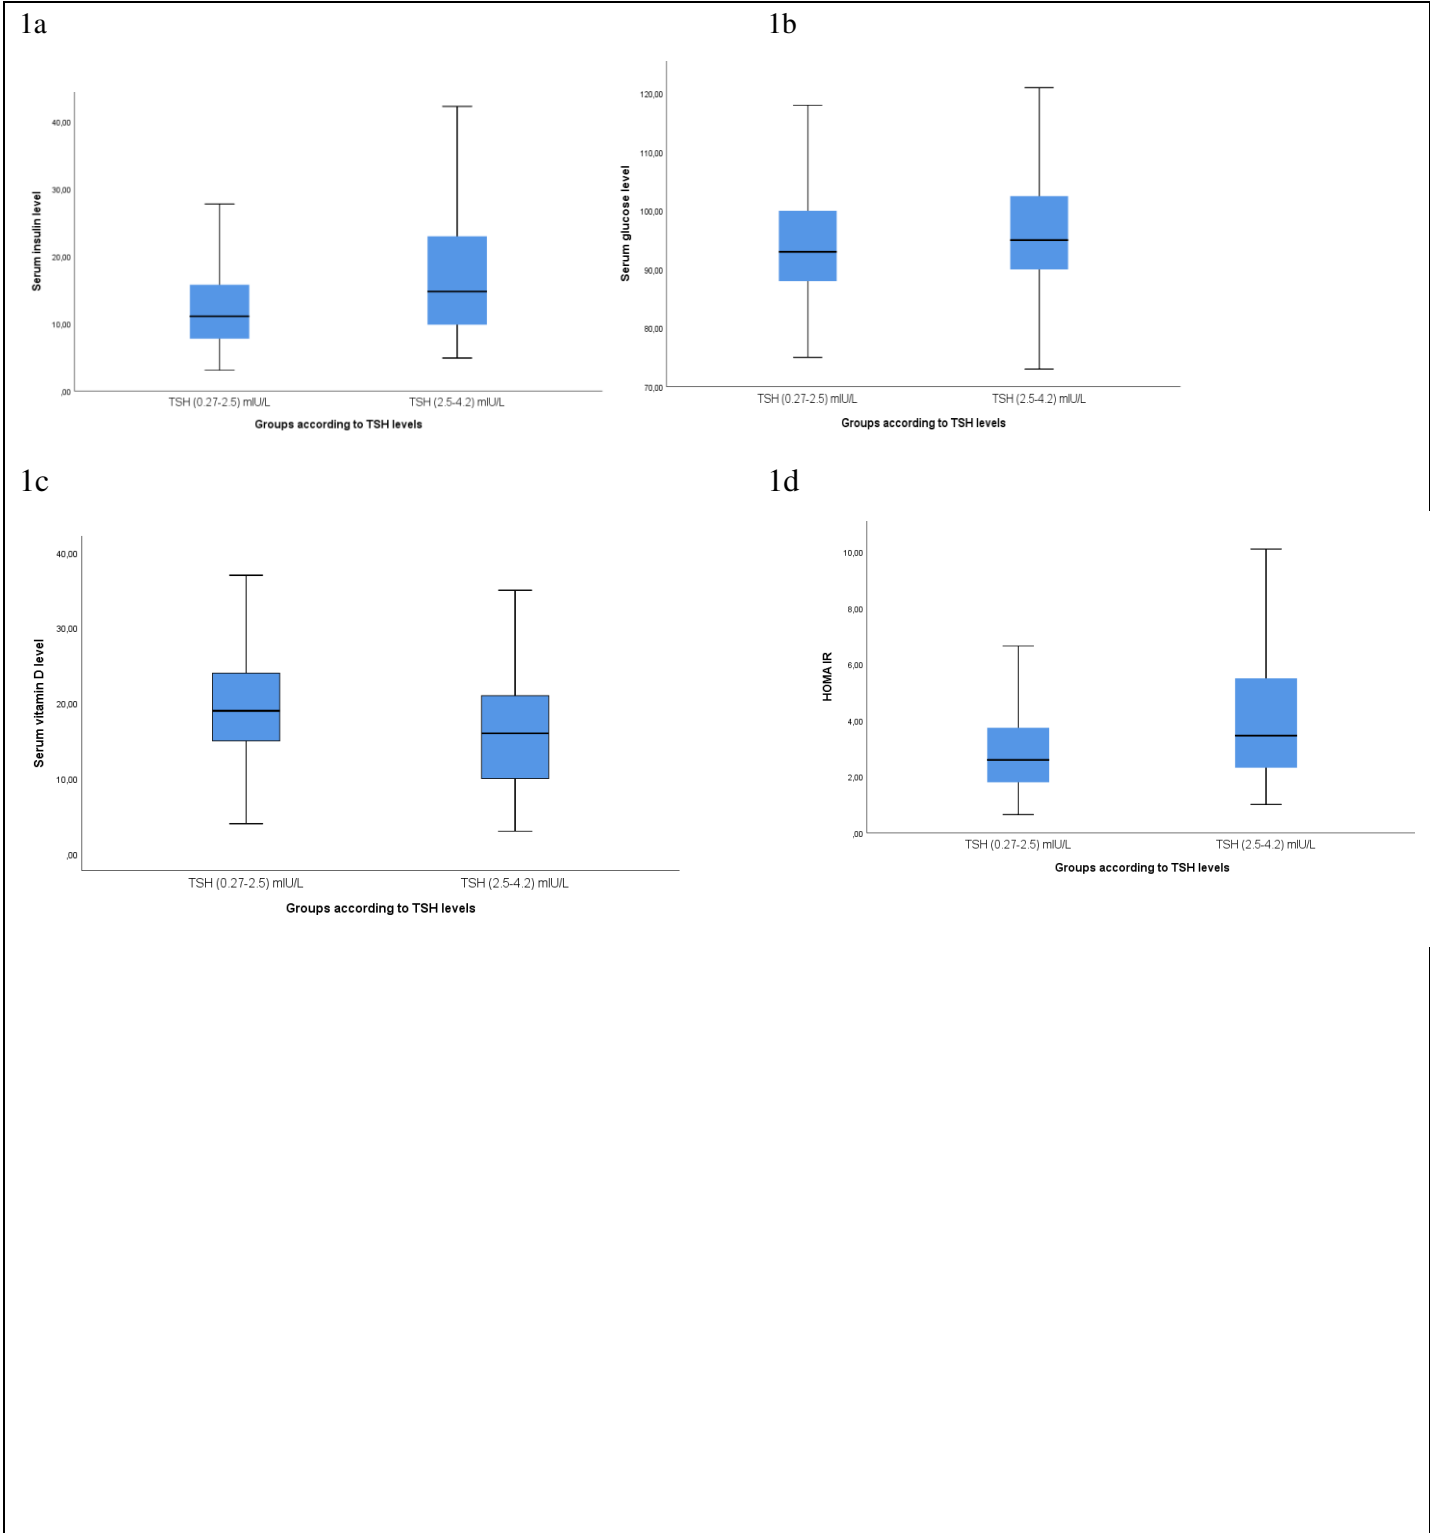 1a
40,00
30,00
20,00
10,00
,00
Serum insulin level
TSH (0.27-2.5) mIU/L
TSH (2.5-4.2) mIU/L
Groups according to TSH levels
1b
120,00
110,00
100,00
90,00
80,00
70,00
Serum glucose level
TSH (0.27-2.5) mIU/L
TSH (2.5-4.2) mIU/L
Groups according to TSH levels
1c
40,00
30,00
20,00
10,00
,00
Serum vitamin D level
TSH (0.27-2.5) mIU/L
TSH (2.5-4.2) mIU/L
Groups according to TSH levels
1d
10,00
8,00
6,00
4,00
2,00
,00
HOMA IR
TSH (0.27-2.5) mIU/L
TSH (2.5-4.2) mIU/L
Groups according to TSH levels